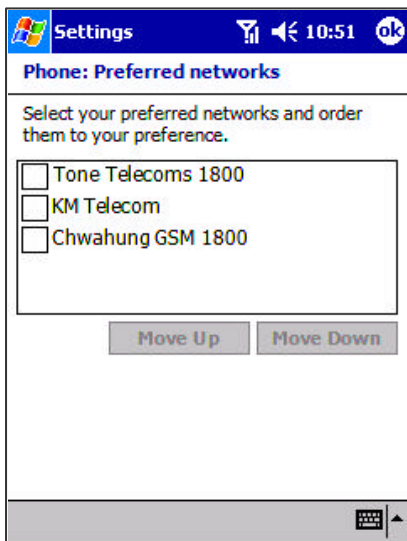 Settings 10:51 ok
Phone: Preferred networks
Select your preferred networks and order
them to your preference.
Tone Telecoms 1800
KM Telecom
Chwahung GSM 1800
Move Up Move Down